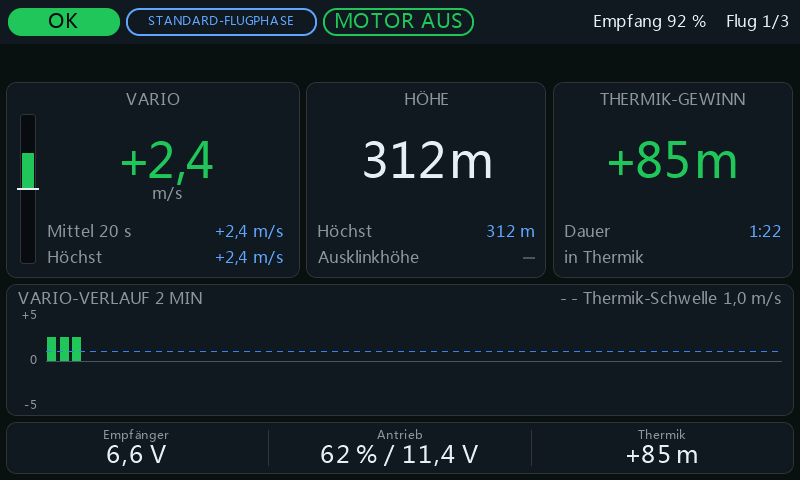 OK STANDARD-FLUGPHASE MOTOR AUS Empfang 92 % Flug 1/3
VARIO
+2,4
m/s
Mittel 20 s +2,4 m/s
Höchst +2,4 m/s
HÖHE
312 m
Höchst 312 m
Ausklinkhöhe —
THERMIK-GEWINN
+85 m
Dauer 1:22
in Thermik
VARIO-VERLAUF 2 MIN - - Thermik-Schwelle 1,0 m/s
+5
0
-5
Empfänger
6,6 V
Antrieb
62 % / 11,4 V
Thermik
+85 m